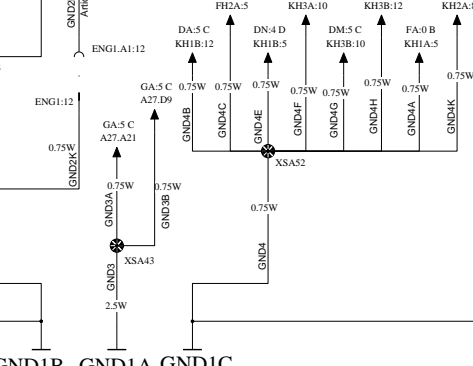 FH2A:5
KH3A:10
KH3B:12
KH2A:
DA:5 C
DN:4 D
DM:5 C
FA:0 B
KH1B:12
KH1B:5
KH3B:10
KH1A:5
GND2
ENG1.A1:12
ENG1:12
0.75W
GND2K
GA:5 C
A27.D9
GA:5 C
A27.A21
0.75W
0.75W
0.75W
0.75W
0.75W
0.75W
0.75W
0.75W
GND4B
GND4C
GND4E
GND4F
GND4G
GND4H
GND4A
GND4K
XSA52
0.75W
0.75W
GND3A
GND3B
0.75W
GND4
XSA43
GND3
2.5W
GND1B
GND1A
GND1C